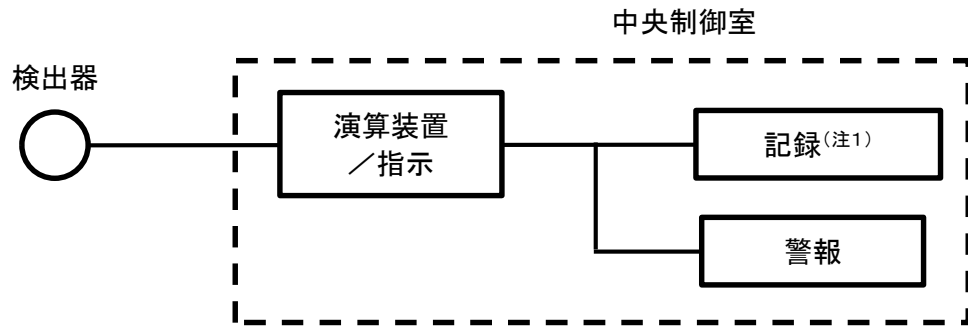 中央制御室
検出器
演算装置
／指示
記録(注1)
警報